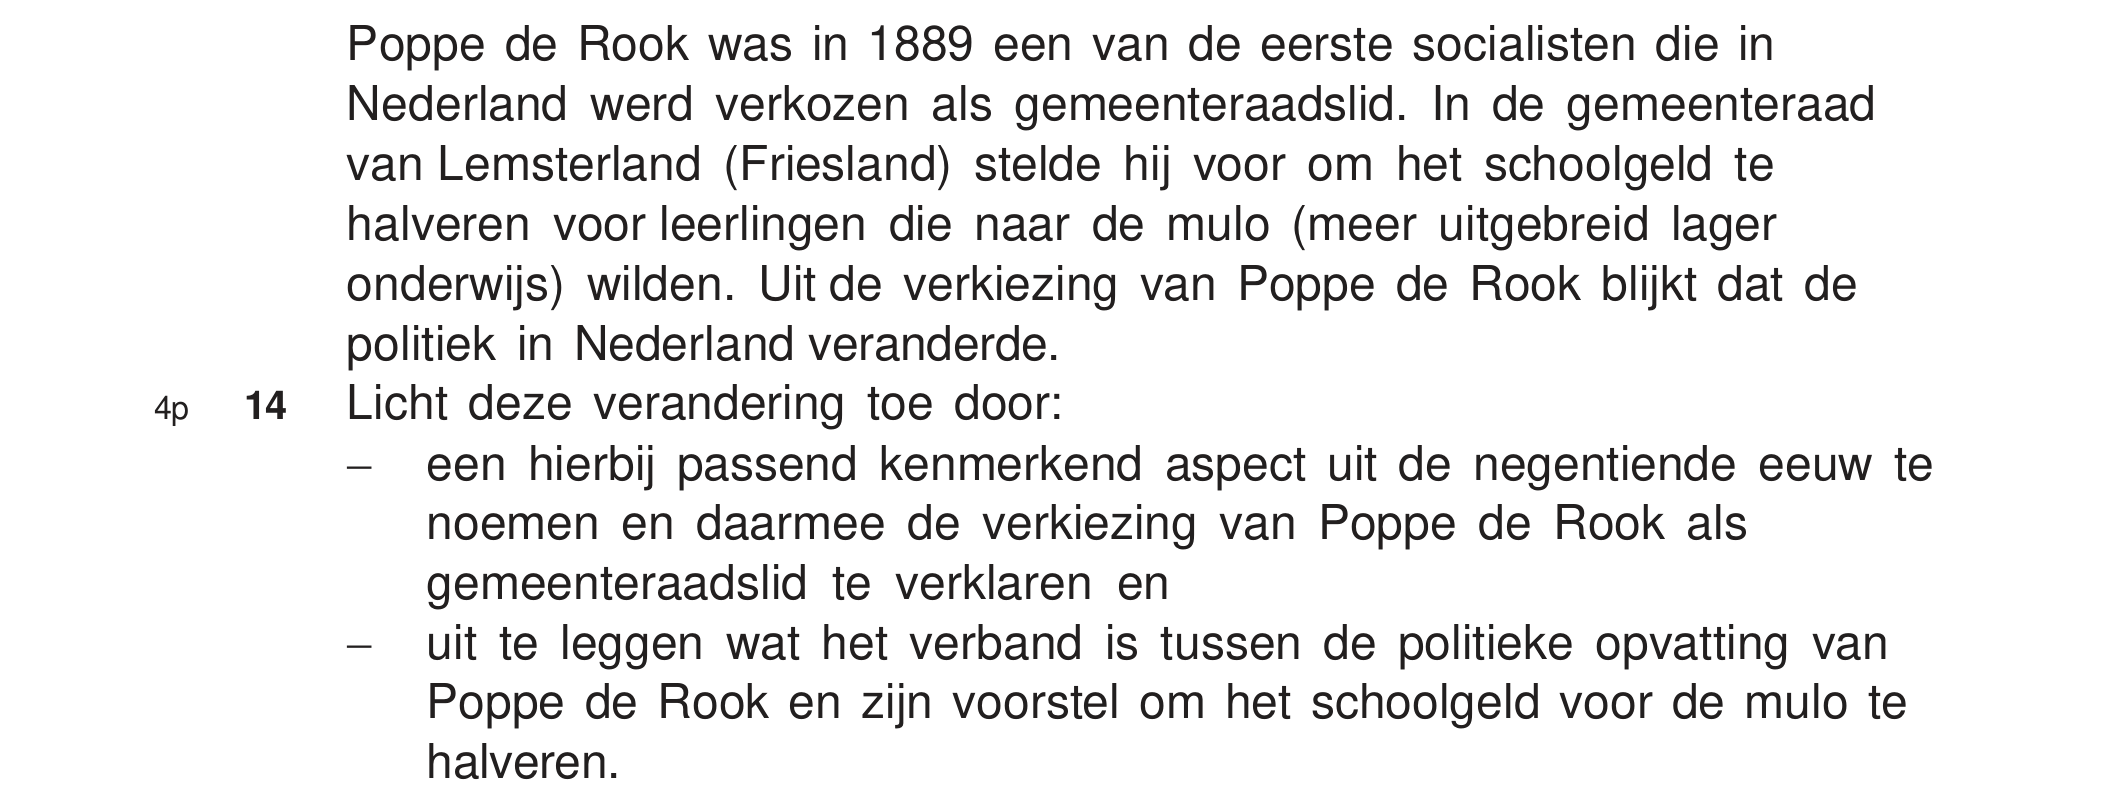 Poppe de Rook was in 1889 een van de eerste socialisten die in
Nederland werd verkozen als gemeenteraadslid. In de gemeenteraad
van Lemsterland (Friesland) stelde hij voor om het schoolgeld te
halveren voor leerlingen die naar de mulo (meer uitgebreid lager
onderwijs) wilden. Uit de verkiezing van Poppe de Rook blijkt dat de
politiek in Nederland veranderde.
4p 14 Licht deze verandering toe door:
– een hierbij passend kenmerkend aspect uit de negentiende eeuw te
noemen en daarmee de verkiezing van Poppe de Rook als
gemeenteraadslid te verklaren en
– uit te leggen wat het verband is tussen de politieke opvatting van
Poppe de Rook en zijn voorstel om het schoolgeld voor de mulo te
halveren.